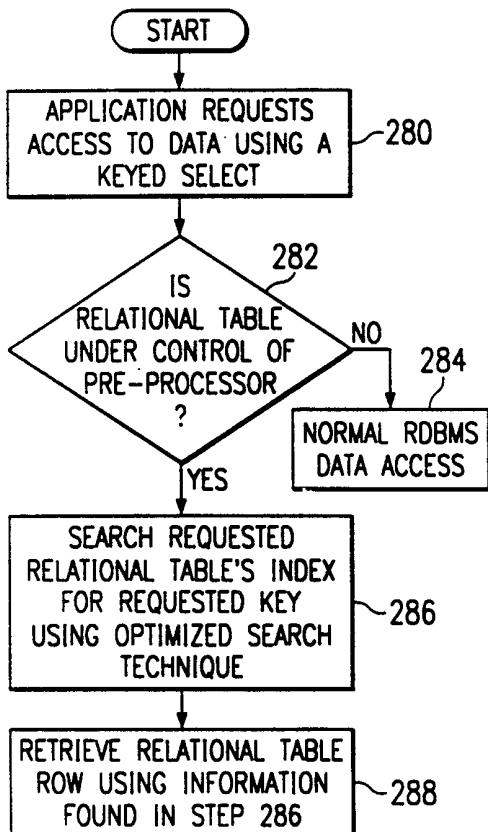 START
APPLICATION REQUESTS
ACCESS TO DATA USING A
KEYED SELECT
280
282
IS
RELATIONAL TABLE
UNDER CONTROL OF
PRE-PROCESSOR
?
NO
284
NORMAL RDBMS
DATA ACCESS
YES
SEARCH REQUESTED
RELATIONAL TABLE'S INDEX
FOR REQUESTED KEY
USING OPTIMIZED SEARCH
TECHNIQUE
286
RETRIEVE RELATIONAL TABLE
ROW USING INFORMATION
FOUND IN STEP 286
288